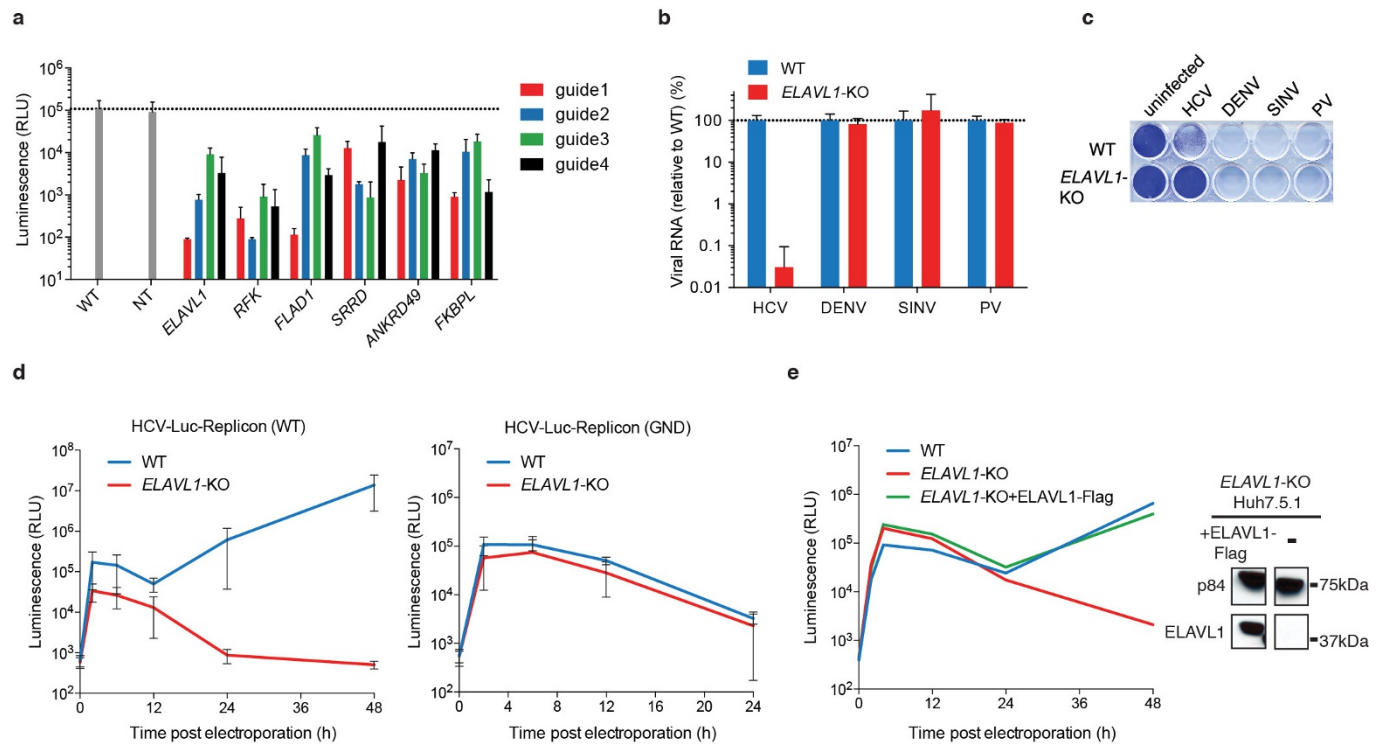 a
Luminescence (RLU)
10⁶
10⁵
10⁴
10³
10²
10¹
WT
NT
ELAVL1
RFK
FLAD1
SRRD
ANKRD49
FKBPL
guide1
guide2
guide3
guide4
b
WT
ELAVL1-KO
Viral RNA (relative to WT) (%)
100
10
1
0.1
0.01
HCV
DENV
SINV
PV
c
uninfected
HCV
DENV
SINV
PV
WT
ELAVL1-
KO
d
HCV-Luc-Replicon (WT)
WT
ELAVL1-KO
Luminescence (RLU)
10⁸
10⁷
10⁶
10⁵
10⁴
10³
10²
0 12 24 36 48
Time post electroporation (h)
HCV-Luc-Replicon (GND)
WT
ELAVL1-KO
Luminescence (RLU)
10⁷
10⁶
10⁵
10⁴
10³
10²
0 4 8 12 16 20 24
Time post electroporation (h)
e
WT
ELAVL1-KO
ELAVL1-KO+ELAVL1-Flag
Luminescence (RLU)
10⁷
10⁶
10⁵
10⁴
10³
10²
0 12 24 36 48
Time post electroporation (h)
ELAVL1-KO
Huh7.5.1
+ELAVL1- -
Flag
p84 75kDa
ELAVL1 37kDa